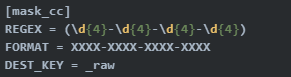 [mask_cc]
REGEX = (\d{4}-\d{4}-\d{4}-\d{4})
FORMAT = XXXX-XXXX-XXXX-XXXX
DEST_KEY = _raw